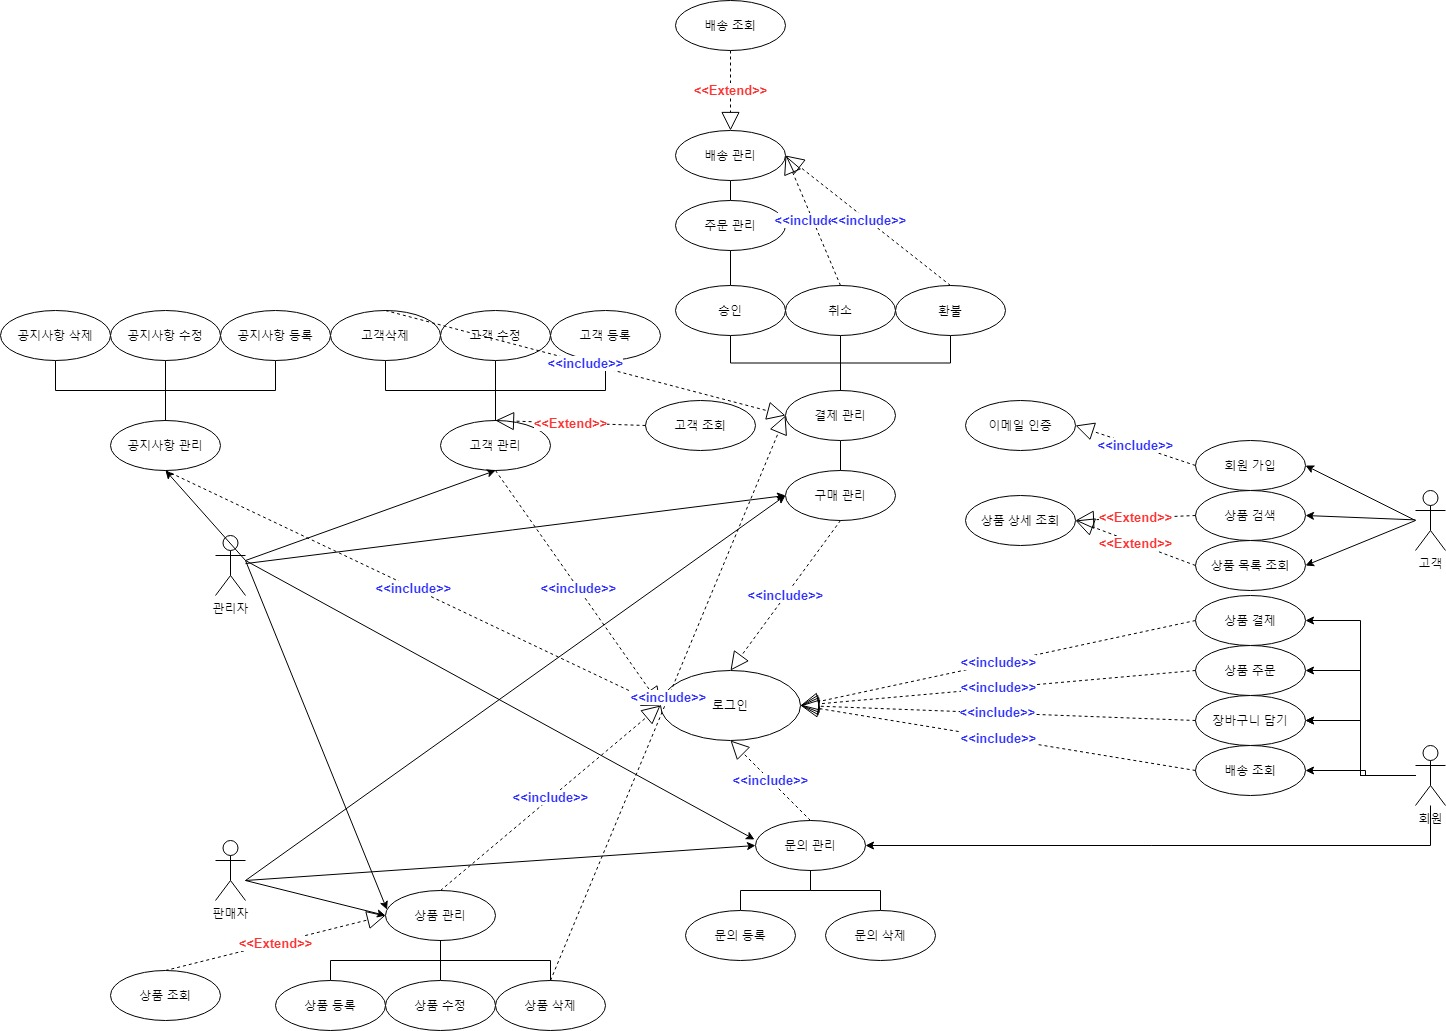 배송 조회
<<Extend>>
배송 관리
주문 관리
<<include>>
<<include>>
승인
취소
환불
공지사항 삭제
공지사항 수정
공지사항 등록
고객삭제
고객 수정
고객 등록
<<include>>
결제 관리
고객 조회
<<Extend>>
이메일 인증
공지사항 관리
고객 관리
<<include>>
회원 가입
구매 관리
상품 상세 조회
<<Extend>>
상품 검색
<<Extend>>
상품 목록 조회
고객
관리자
<<include>>
<<include>>
<<include>>
상품 결제
<<include>>
상품 주문
<<include>>
<<include>>
로그인
<<include>>
장바구니 담기
<<include>>
배송 조회
<<include>>
<<include>>
회원
문의 관리
판매자
상품 관리
<<Extend>>
문의 등록
문의 삭제
상품 조회
상품 등록
상품 수정
상품 삭제